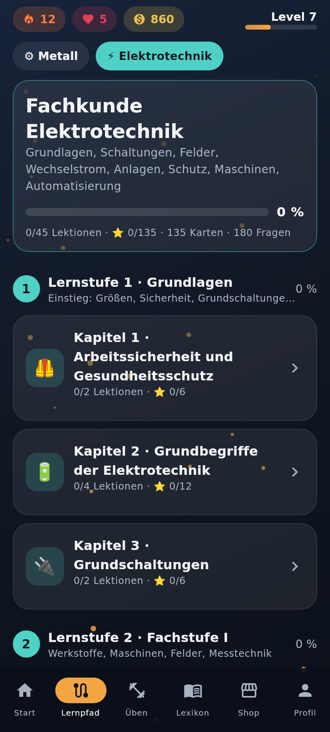 12 5 860 Level 7
Metall Elektrotechnik
Fachkunde
Elektrotechnik
Grundlagen, Schaltungen, Felder,
Wechselstrom, Anlagen, Schutz, Maschinen,
Automatisierung
0 %
0/45 Lektionen · ⭐ 0/135 · 135 Karten · 180 Fragen
1 Lernstufe 1 · Grundlagen 0 %
Einstieg: Größen, Sicherheit, Grundschaltunge...
Kapitel 1 ·
Arbeitssicherheit und
Gesundheitsschutz
0/2 Lektionen · ⭐ 0/6
Kapitel 2 · Grundbegriffe
der Elektrotechnik
0/4 Lektionen · ⭐ 0/12
Kapitel 3 ·
Grundschaltungen
0/2 Lektionen · ⭐ 0/6
2 Lernstufe 2 · Fachstufe I 0 %
Werkstoffe, Maschinen, Felder, Messtechnik
Start Lernpfad Üben Lexikon Shop Profil